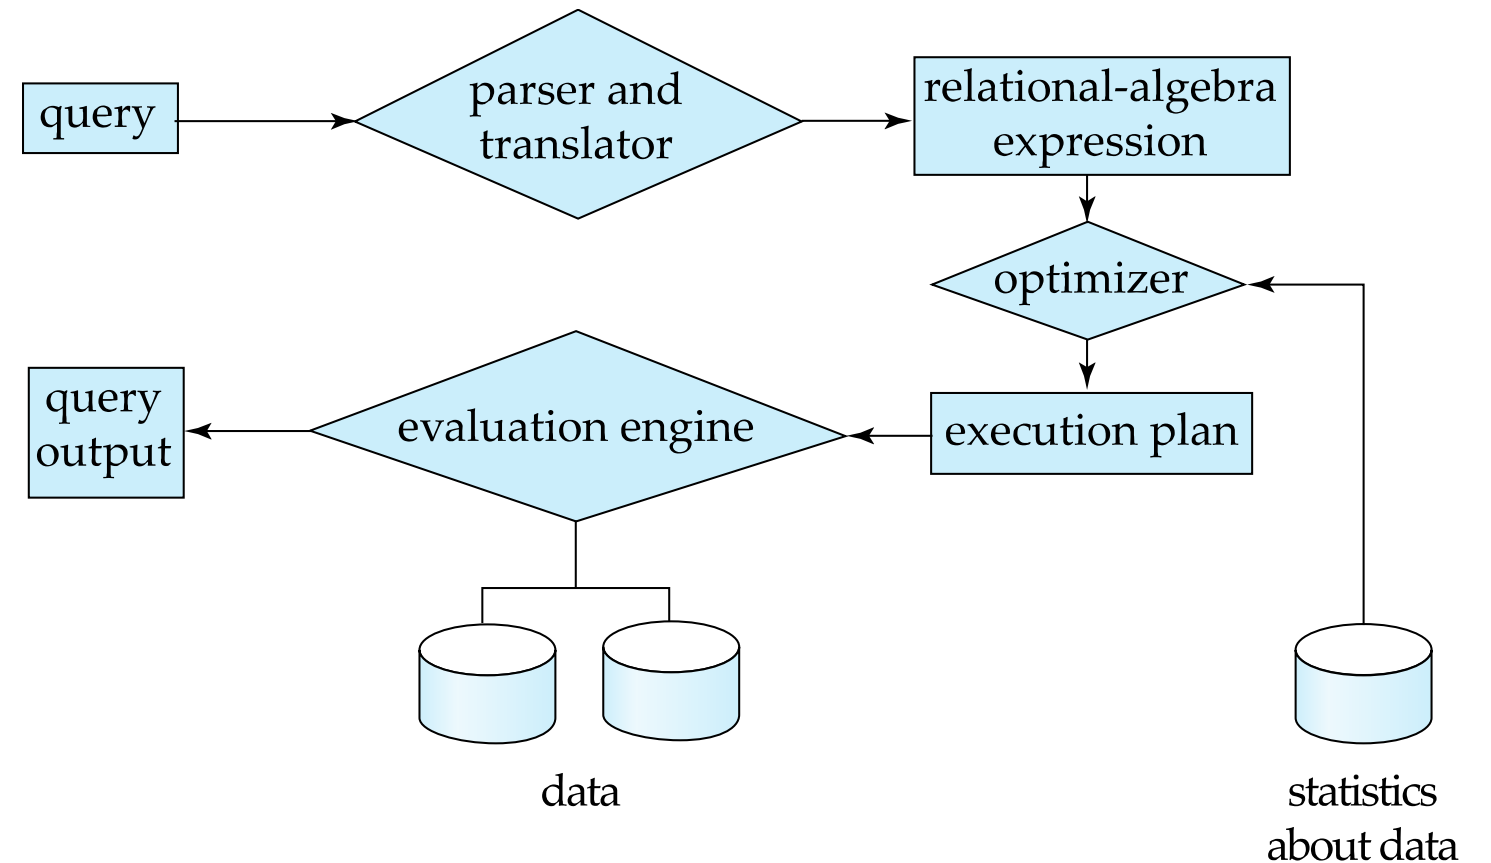 query
parser and
translator
relational-algebra
expression
optimizer
query
output
evaluation engine
execution plan
data
statistics
about data